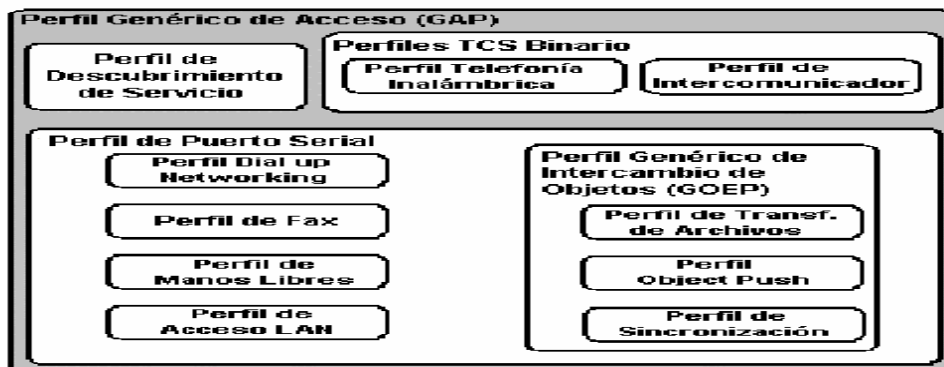 Perfil Genérico de Acceso (GAP)
Perfil de
Descubrimiento
de Servicio
Perfiles TCS Binario
Perfil Telefonía
Inalámbrica
Perfil de
Intercomunicador
Perfil de Puerto Serial
Perfil Dial up
Networking
Perfil de Fax
Perfil de
Manos Libres
Perfil de
Acceso LAN
Perfil Genérico de
Intercambio de
Objetos (GOEP)
Perfil de Transf.
de Archivos
Perfil
Object Push
Perfil de
Sincronización